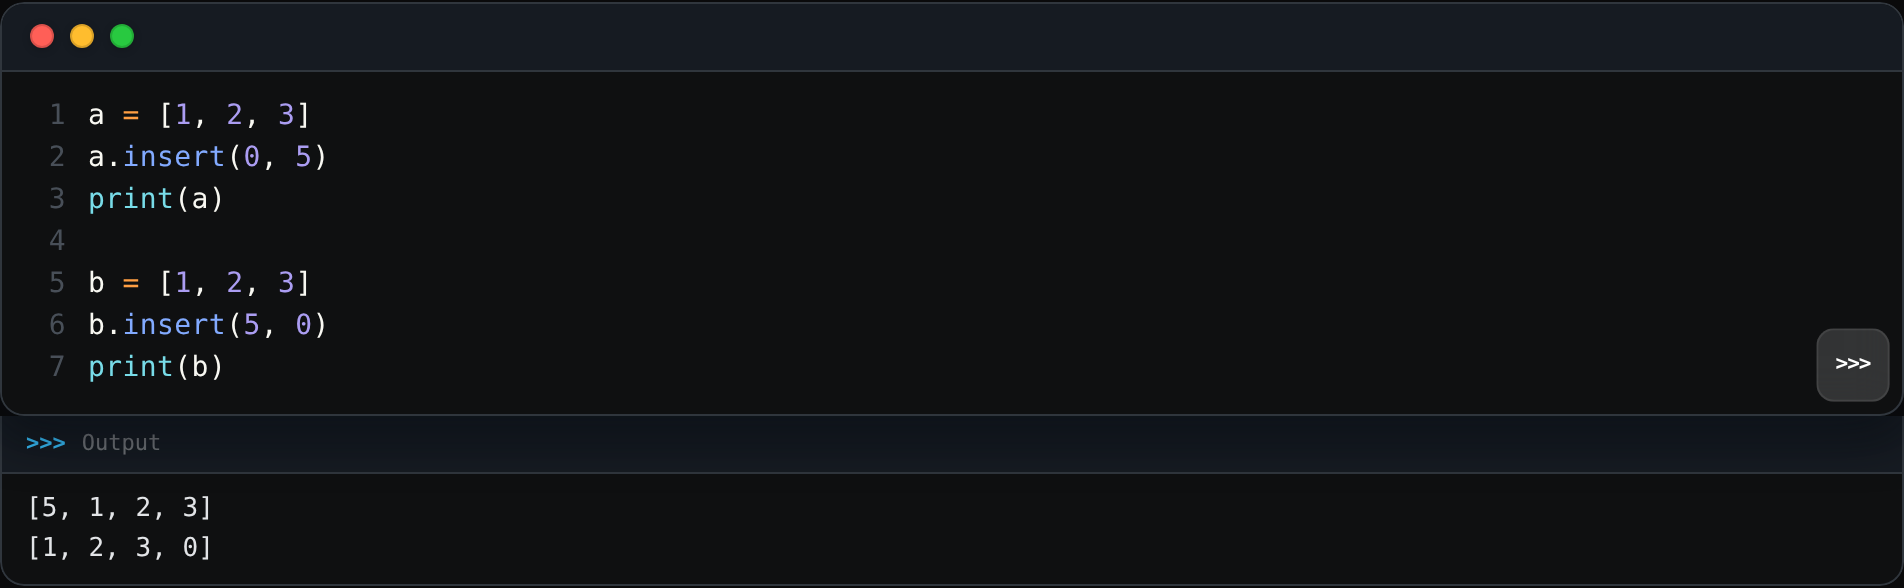 1 a = [1, 2, 3]
2 a.insert(0, 5)
3 print(a)
4
5 b = [1, 2, 3]
6 b.insert(5, 0)
7 print(b)
>>>
>>> Output
[5, 1, 2, 3]
[1, 2, 3, 0]